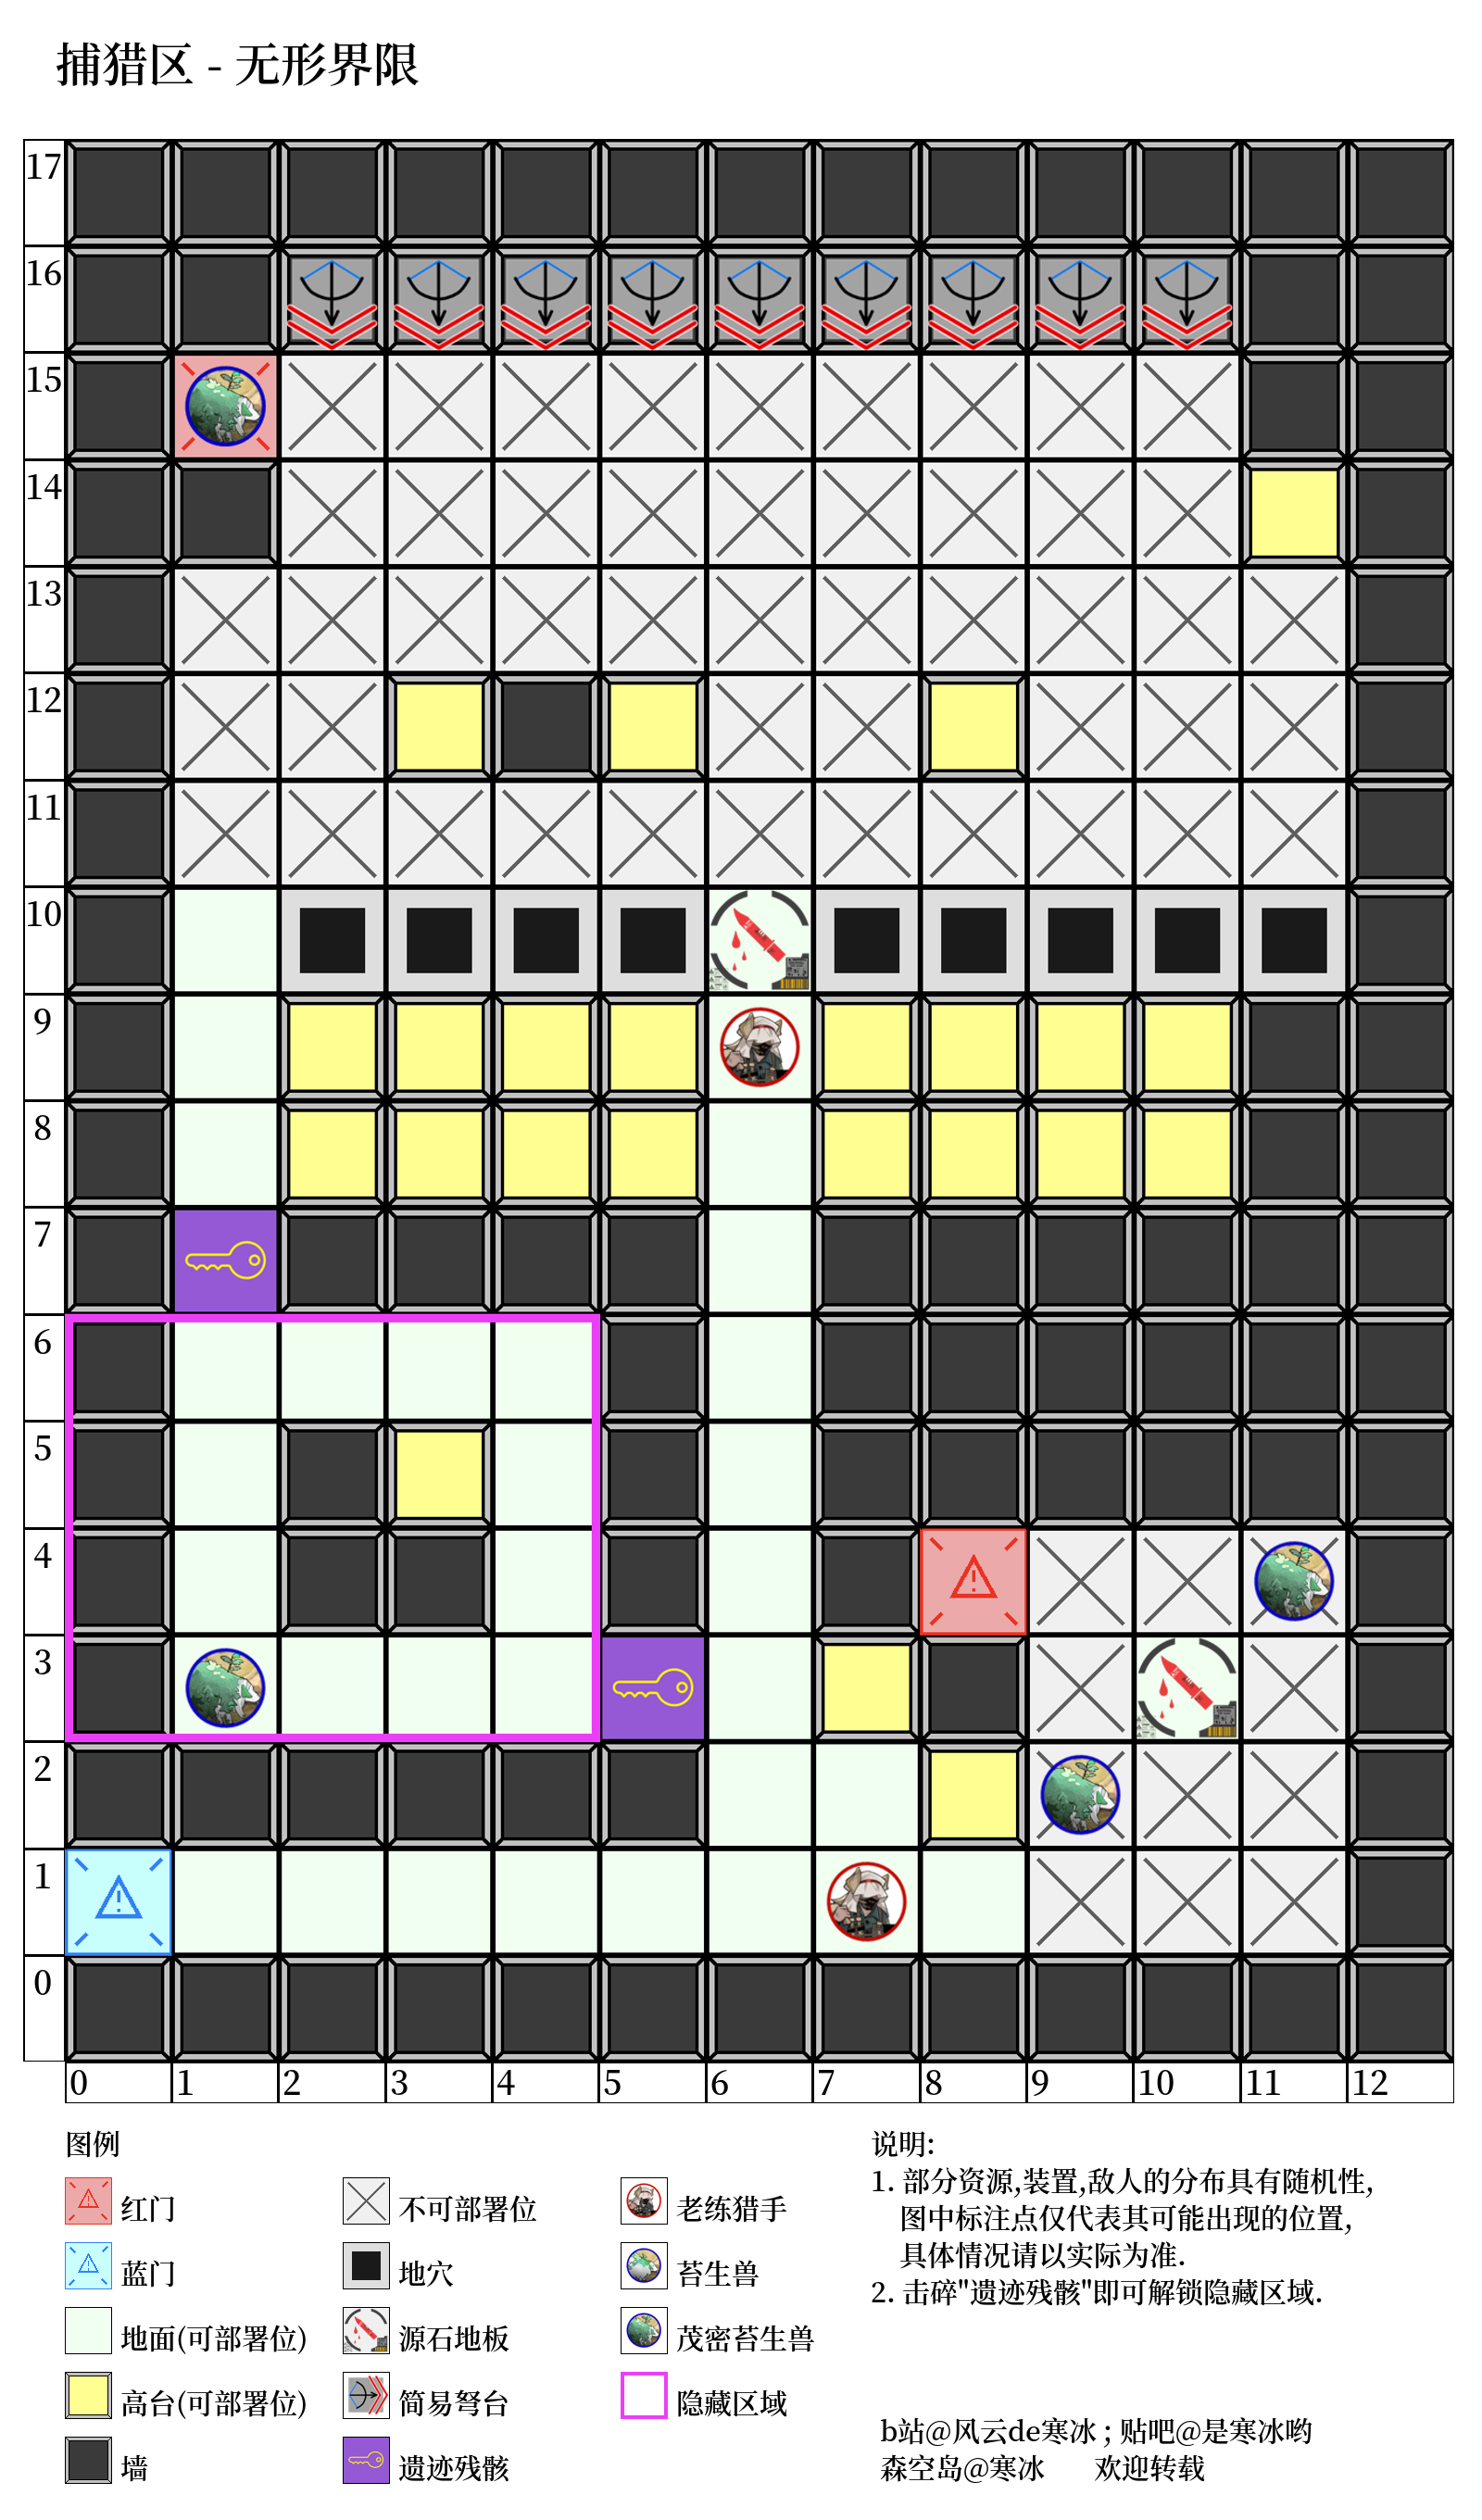 捕猎区 - 无形界限
17
16
15
14
13
12
11
10
9
8
7
6
5
4
3
2
1
0
0 1 2 3 4 5 6 7 8 9 10 11 12
图例
红门
蓝门
地面(可部署位)
高台(可部署位)
墙
不可部署位
地穴
源石地板
简易弩台
遗迹残骸
老练猎手
苔生兽
茂密苔生兽
隐藏区域
说明:
1. 部分资源,装置,敌人的分布具有随机性,
图中标注点仅代表其可能出现的位置,
具体情况请以实际为准.
2. 击碎"遗迹残骸"即可解锁隐藏区域.
b站@风云de寒冰 ; 贴吧@是寒冰哟
森空岛@寒冰 欢迎转载